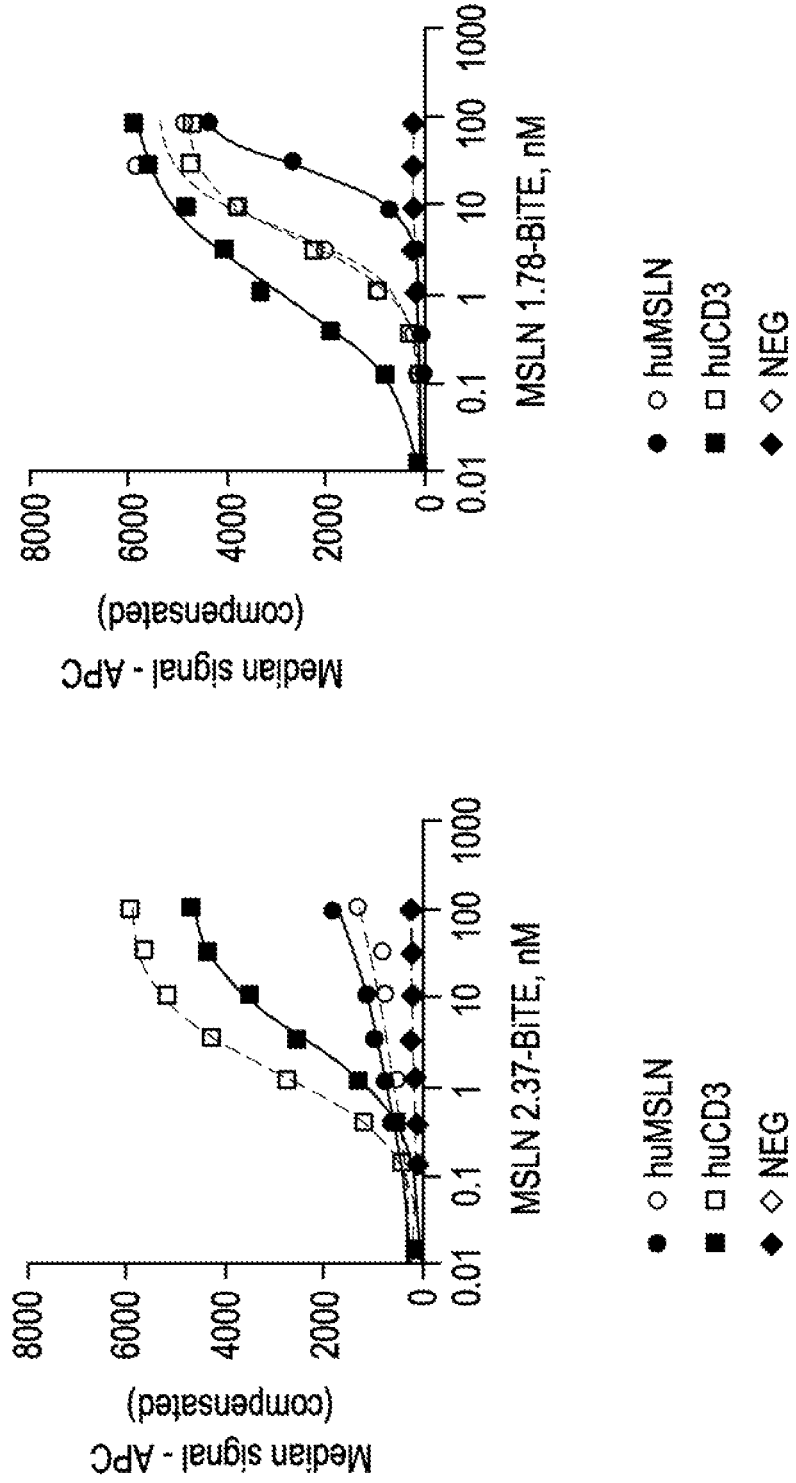 Median signal - APC
(compensated)
8000
6000
4000
2000
0
0.01
0.1
1
10
100
1000
MSLN 2.37-BiTE, nM
● ○ huMSLN
■ □ huCD3
◆ ◇ NEG
Median signal - APC
(compensated)
8000
6000
4000
2000
0
0.01
0.1
1
10
100
1000
MSLN 1.78-BiTE, nM
● ○ huMSLN
■ □ huCD3
◆ ◇ NEG